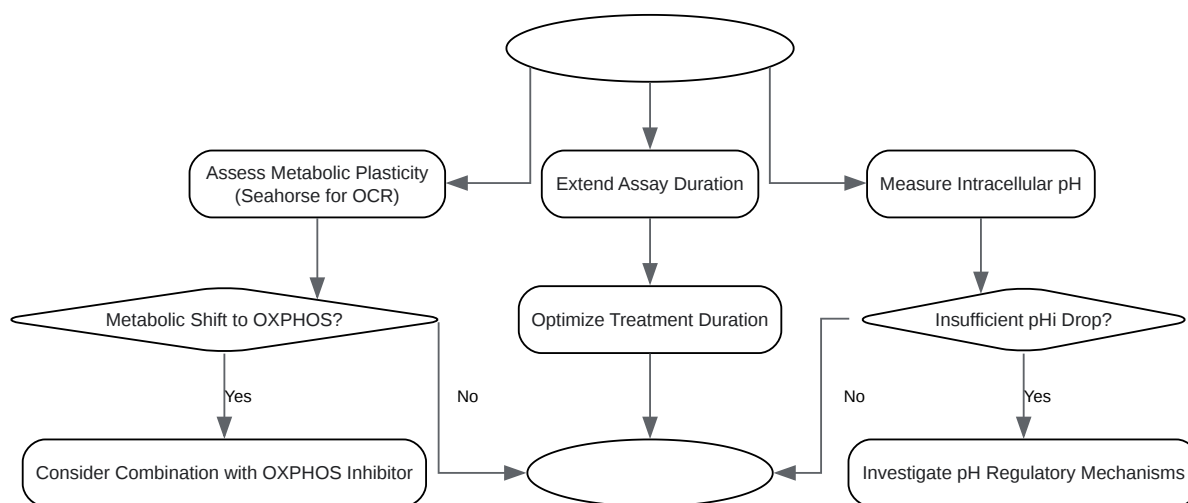 Assess Metabolic Plasticity
(Seahorse for OCR)
Extend Assay Duration
Measure Intracellular pH
Metabolic Shift to OXPHOS?
Optimize Treatment Duration
Insufficient pHi Drop?
Yes
No
No
Yes
Consider Combination with OXPHOS Inhibitor
Investigate pH Regulatory Mechanisms